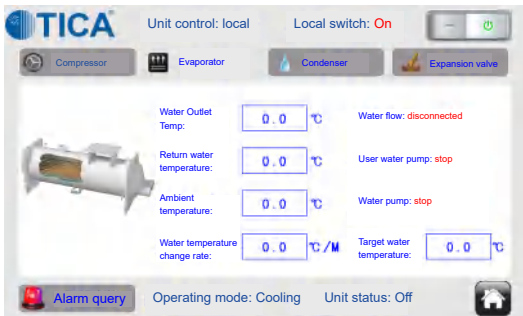 TICA
Unit control: local
Local switch: On
Compressor
Evaporator
Condenser
Expansion valve
Water Outlet
Temp:
0.0 ℃
Water flow: disconnected
Return water
temperature:
0.0 ℃
User water pump: stop
Ambient
temperature:
0.0 ℃
Water pump: stop
Water temperature
change rate:
0.0 ℃/M
Target water
temperature:
0.0 ℃
Alarm query
Operating mode: Cooling
Unit status: Off